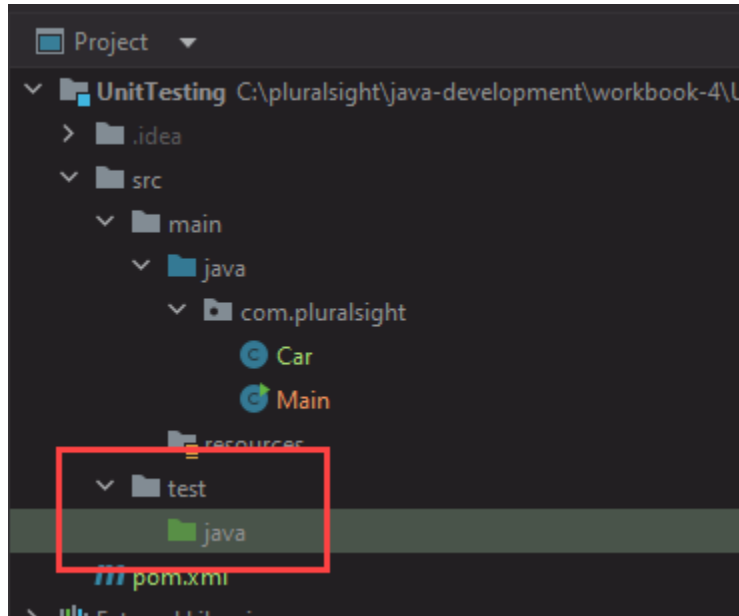 Project
UnitTesting C:\pluralsight\java-development\workbook-4\U
.idea
src
main
java
com.pluralsight
Car
Main
resources
test
java
pom.xml